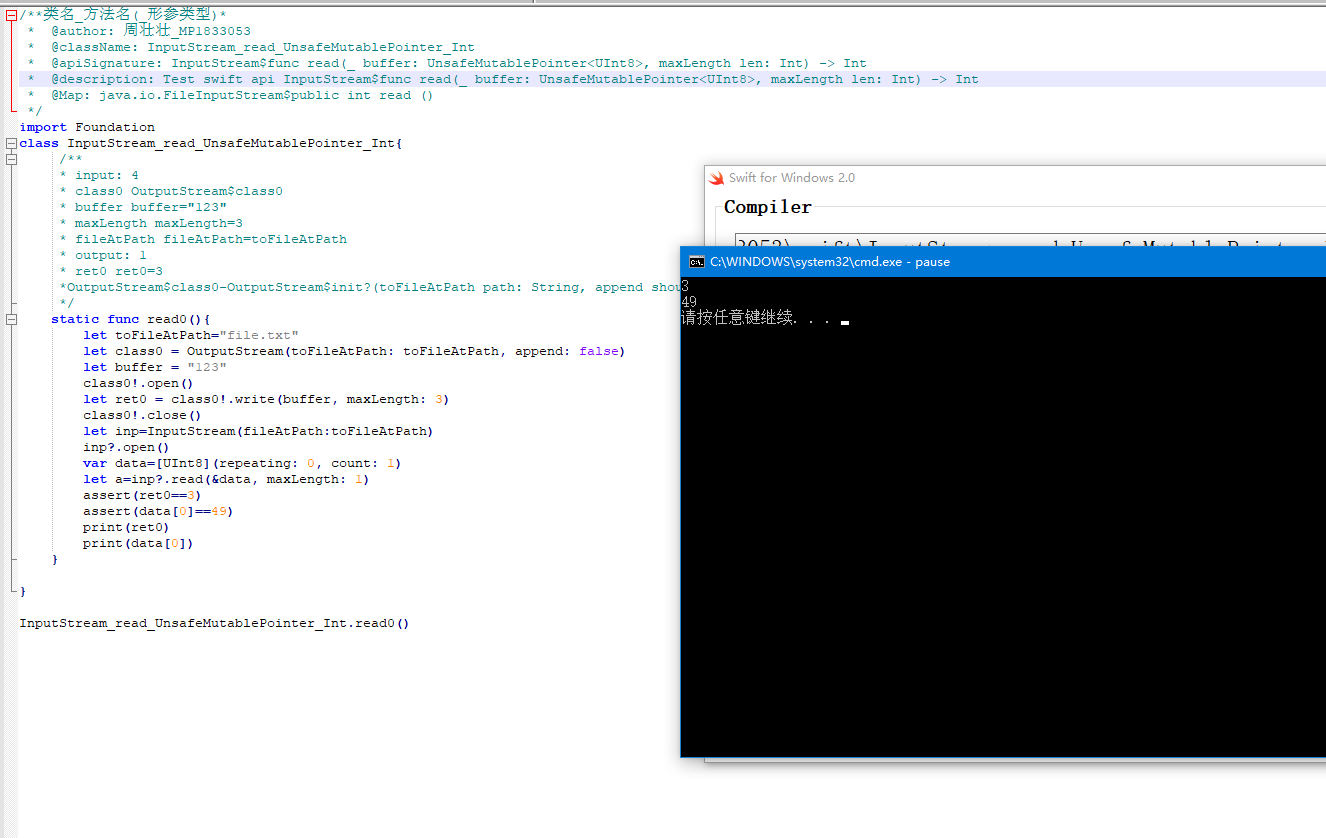 /**类名_方法名(_形参类型)*
*  @author: 周壮壮_MP1833053
*  @className: InputStream_read_UnsafeMutablePointer_Int
*  @apiSignature: InputStream$func read(_ buffer: UnsafeMutablePointer<UInt8>, maxLength len: Int) -> Int
*  @description: Test swift api InputStream$func read(_ buffer: UnsafeMutablePointer<UInt8>, maxLength len: Int) -> Int
*  @Map: java.io.FileInputStream$public int read ()
*/
import Foundation
class InputStream_read_UnsafeMutablePointer_Int{
/**
* input: 4
* class0 OutputStream$class0
* buffer buffer="123"
* maxLength maxLength=3
* fileAtPath fileAtPath=toFileAtPath
* output: 1
* ret0 ret0=3
*OutputStream$class0-OutputStream$init?(toFileAtPath path: String, append shou
*/
static func read0(){
let toFileAtPath="file.txt"
let class0 = OutputStream(toFileAtPath: toFileAtPath, append: false)
let buffer = "123"
class0!.open()
let ret0 = class0!.write(buffer, maxLength: 3)
class0!.close()
let inp=InputStream(fileAtPath:toFileAtPath)
inp?.open()
var data=[UInt8](repeating: 0, count: 1)
let a=inp?.read(&data, maxLength: 1)
assert(ret0==3)
assert(data[0]==49)
print(ret0)
print(data[0])
}
}
InputStream_read_UnsafeMutablePointer_Int.read0()
Swift for Windows 2.0
Compiler
C:\WINDOWS\system32\cmd.exe - pause
3
49
请按任意键继续. . .